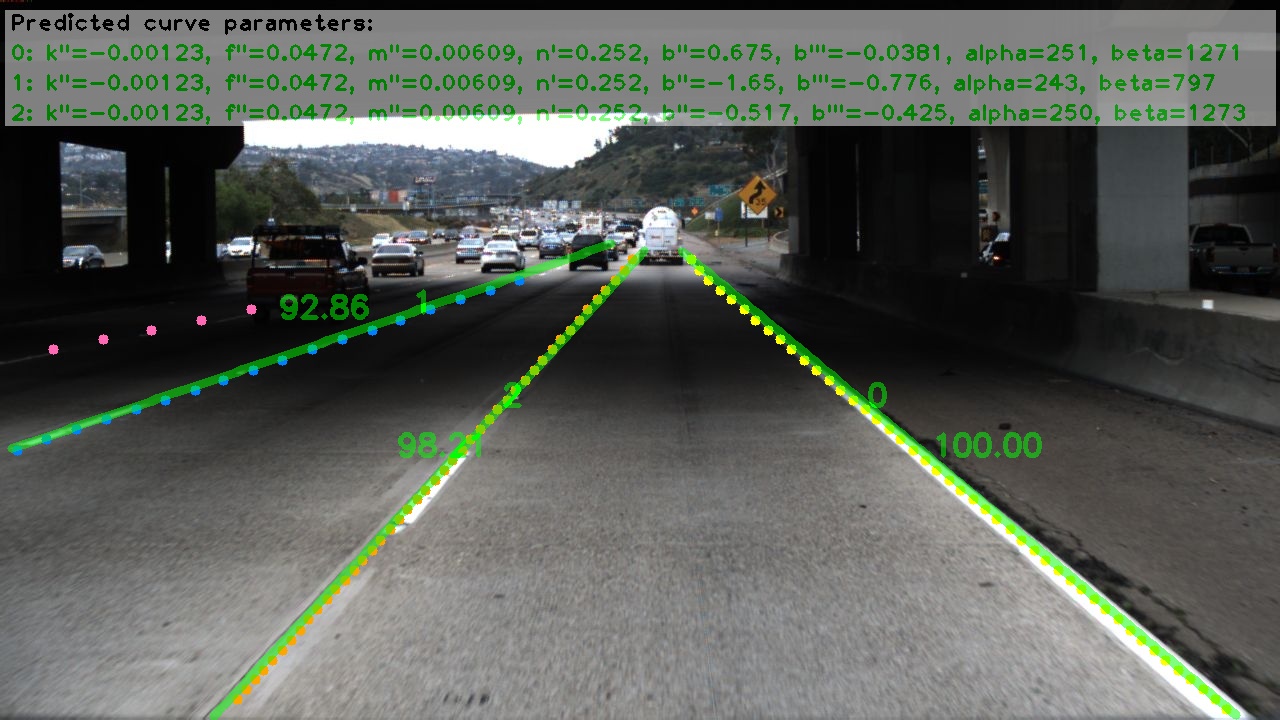 Predicted curve parameters:
0: k''=-0.00123, f''=0.0472, m''=0.00609, n'=0.252, b''=0.675, b'''=-0.0381, alpha=251, beta=1271
1: k''=-0.00123, f''=0.0472, m''=0.00609, n'=0.252, b''=-1.65, b'''=-0.776, alpha=243, beta=797
2: k''=-0.00123, f''=0.0472, m''=0.00609, n'=0.252, b''=-0.517, b'''=-0.425, alpha=250, beta=1273
35
92.86
1
2
0
98.21
100.00